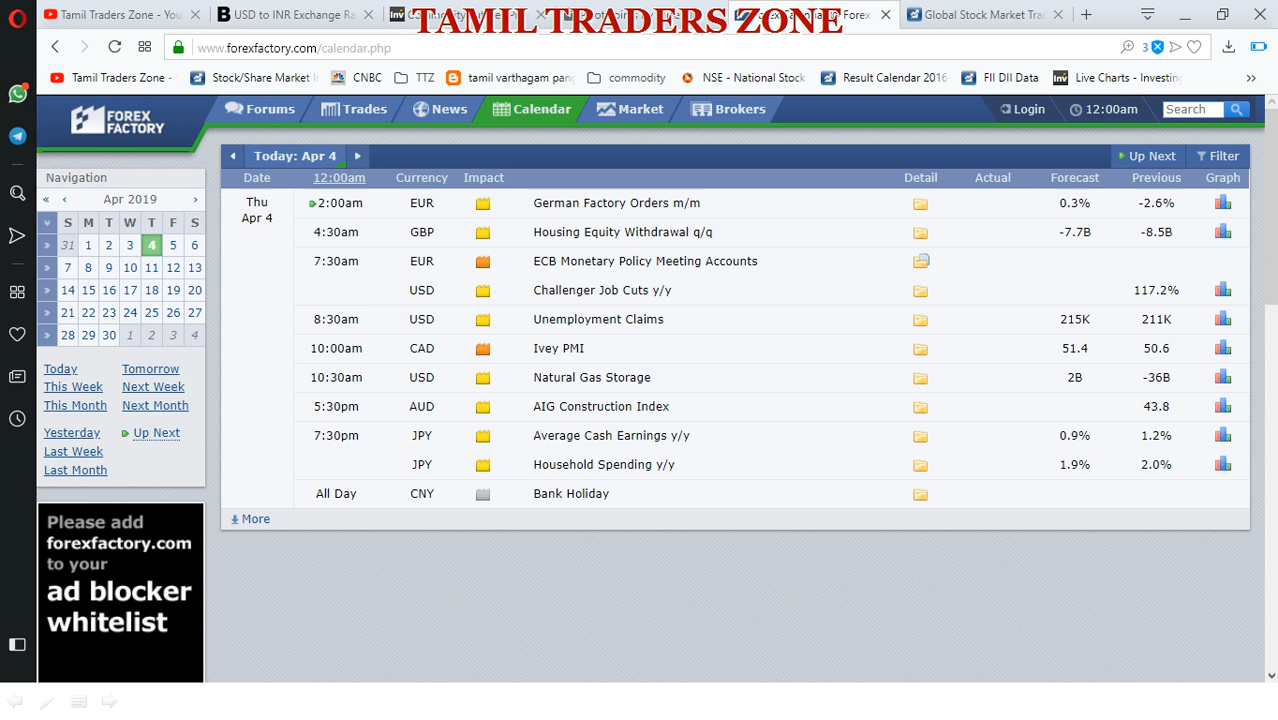 Tamil Traders Zone - You
USD to INR Exchange Ra
Inv
Global Stock Market Tra
TAMIL TRADERS ZONE
www.forexfactory.com/calendar.php
3
Tamil Traders Zone -
Stock/Share Market I
CNBC
TTZ
tamil varthagam pan
commodity
NSE - National Stock
Result Calendar 2016
FII DII Data
Inv Live Charts - Investing
FOREX
FACTORY
Forums
Trades
News
Calendar
Market
Brokers
Login
12:00am
Search
Navigation
Apr 2019
S M T W T F S
31 1 2 3 4 5 6
7 8 9 10 11 12 13
14 15 16 17 18 19 20
21 22 23 24 25 26 27
28 29 30 1 2 3 4
Today Tomorrow
This Week Next Week
This Month Next Month
Yesterday Up Next
Last Week
Last Month
Please add
forexfactory.com
to your
ad blocker
whitelist
Today: Apr 4 Up Next Filter
Date 12:00am Currency Impact Detail Actual Forecast Previous Graph
Thu
Apr 4
2:00am EUR German Factory Orders m/m 0.3% -2.6%
4:30am GBP Housing Equity Withdrawal q/q -7.7B -8.5B
7:30am EUR ECB Monetary Policy Meeting Accounts
USD Challenger Job Cuts y/y 117.2%
8:30am USD Unemployment Claims 215K 211K
10:00am CAD Ivey PMI 51.4 50.6
10:30am USD Natural Gas Storage 2B -36B
5:30pm AUD AIG Construction Index 43.8
7:30pm JPY Average Cash Earnings y/y 0.9% 1.2%
JPY Household Spending y/y 1.9% 2.0%
All Day CNY Bank Holiday
More